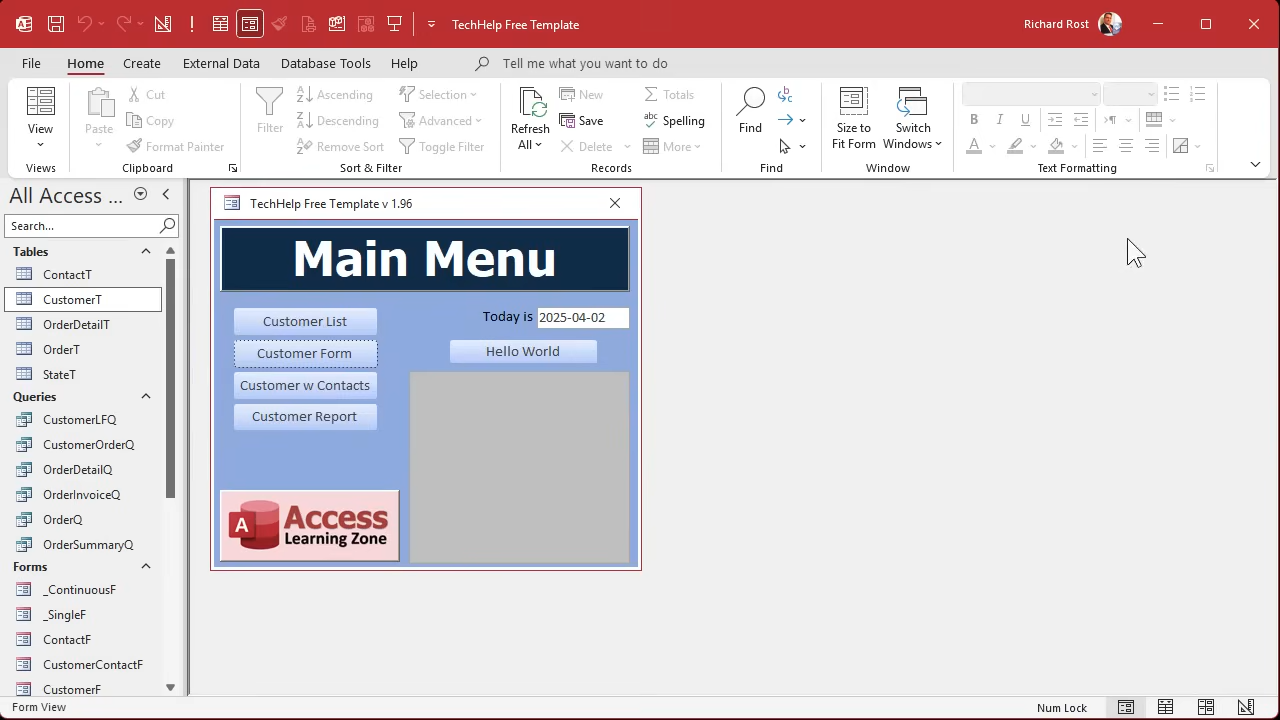 TechHelp Free Template
Richard Rost
File Home Create External Data Database Tools Help Tell me what you want to do
View
Views
Paste
Cut
Copy
Format Painter
Clipboard
Filter
Ascending
Descending
Remove Sort
Selection
Advanced
ToggleFilter
Sort & Filter
Refresh
All
New
Save
Delete
Totals
Spelling
More
Records
Find
Find
Size to
Fit Form
Switch
Windows
Window
B I U
A
Text Formatting
All Access ...
Search...
Tables
ContactT
CustomerT
OrderDetailT
OrderT
StateT
Queries
CustomerLFQ
CustomerOrderQ
OrderDetailQ
OrderInvoiceQ
OrderQ
OrderSummaryQ
Forms
_ContinuousF
_SingleF
ContactF
CustomerContactF
CustomerF
TechHelp Free Template v 1.96
Main Menu
Customer List
Customer Form
Customer w Contacts
Customer Report
Today is 2025-04-02
Hello World
A Access
Learning Zone
Form View
Num Lock